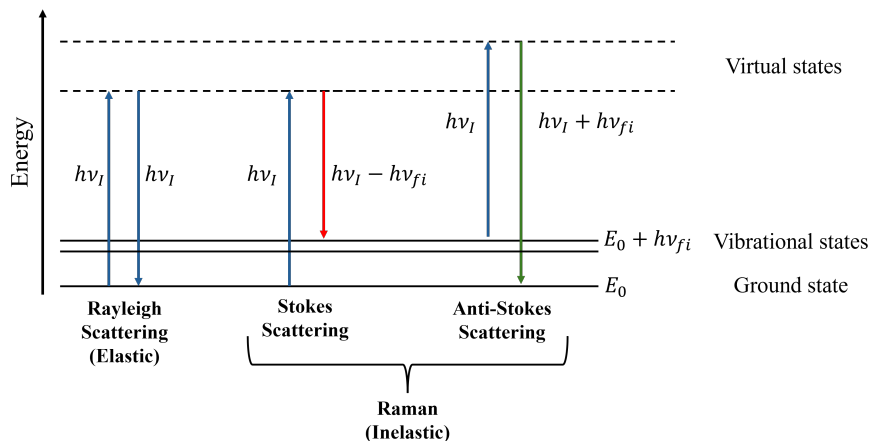 Energy
Virtual states
hν_I
hν_I
hν_I
hν_I − hν_fi
hν_I
hν_I + hν_fi
E_0 + hν_fi
Vibrational states
E_0
Ground state
Rayleigh
Scattering
(Elastic)
Stokes
Scattering
Anti-Stokes
Scattering
Raman
(Inelastic)